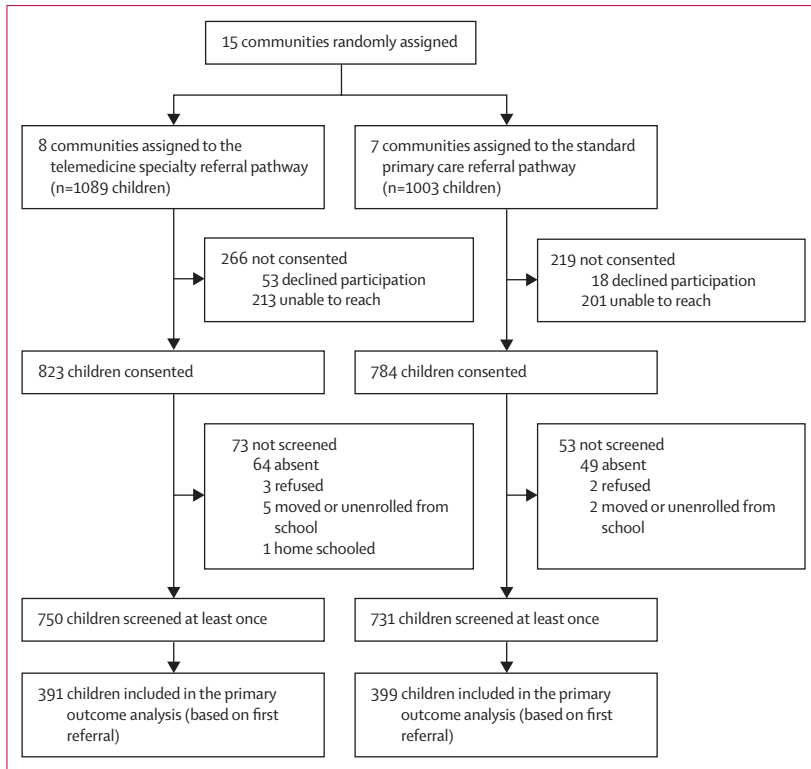 15 communities randomly assigned
8 communities assigned to the
telemedicine specialty referral pathway
(n=1089 children)
7 communities assigned to the standard
primary care referral pathway
(n=1003 children)
266 not consented
53 declined participation
213 unable to reach
219 not consented
18 declined participation
201 unable to reach
823 children consented
784 children consented
73 not screened
64 absent
3 refused
5 moved or unenrolled from
school
1 home schooled
53 not screened
49 absent
2 refused
2 moved or unenrolled from
school
750 children screened at least once
731 children screened at least once
391 children included in the primary
outcome analysis (based on first
referral)
399 children included in the primary
outcome analysis (based on first
referral)